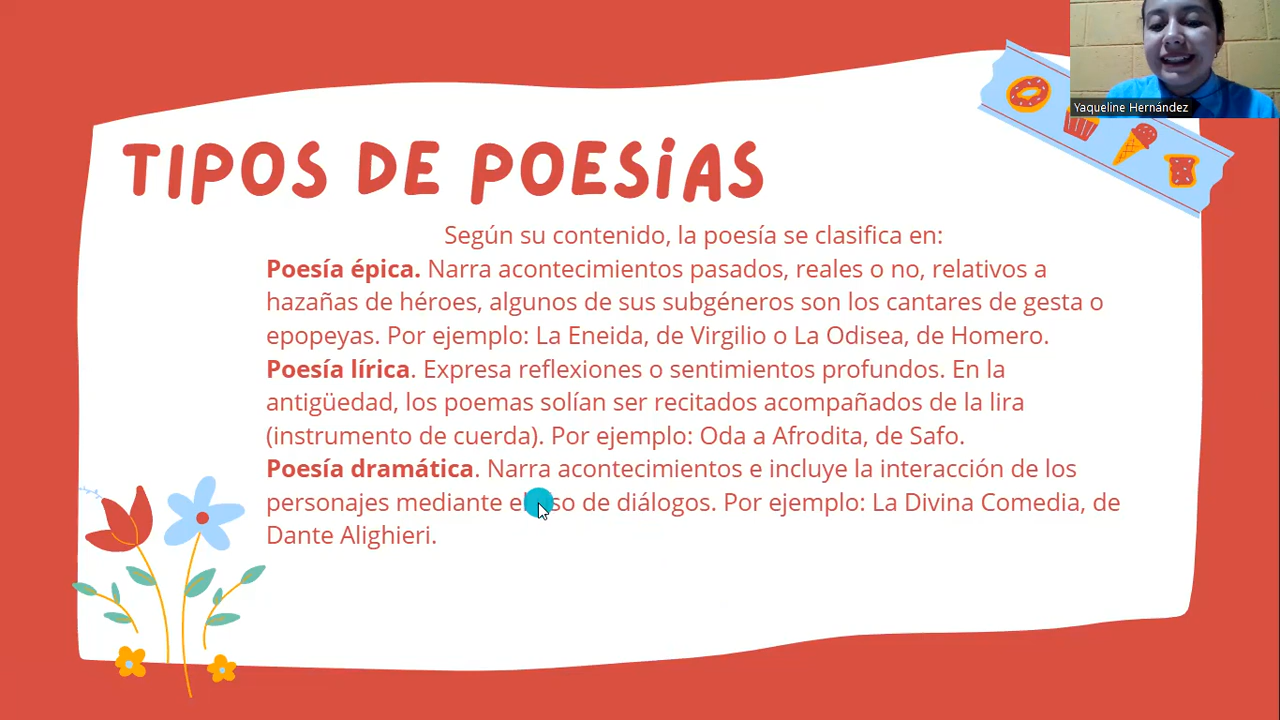 Yaqueline Hernández
TIPOS DE POESÍAS
Según su contenido, la poesía se clasifica en:
Poesía épica. Narra acontecimientos pasados, reales o no, relativos a
hazañas de héroes, algunos de sus subgéneros son los cantares de gesta o
epopeyas. Por ejemplo: La Eneida, de Virgilio o La Odisea, de Homero.
Poesía lírica. Expresa reflexiones o sentimientos profundos. En la
antigüedad, los poemas solían ser recitados acompañados de la lira
(instrumento de cuerda). Por ejemplo: Oda a Afrodita, de Safo.
Poesía dramática. Narra acontecimientos e incluye la interacción de los
personajes mediante el uso de diálogos. Por ejemplo: La Divina Comedia, de
Dante Alighieri.